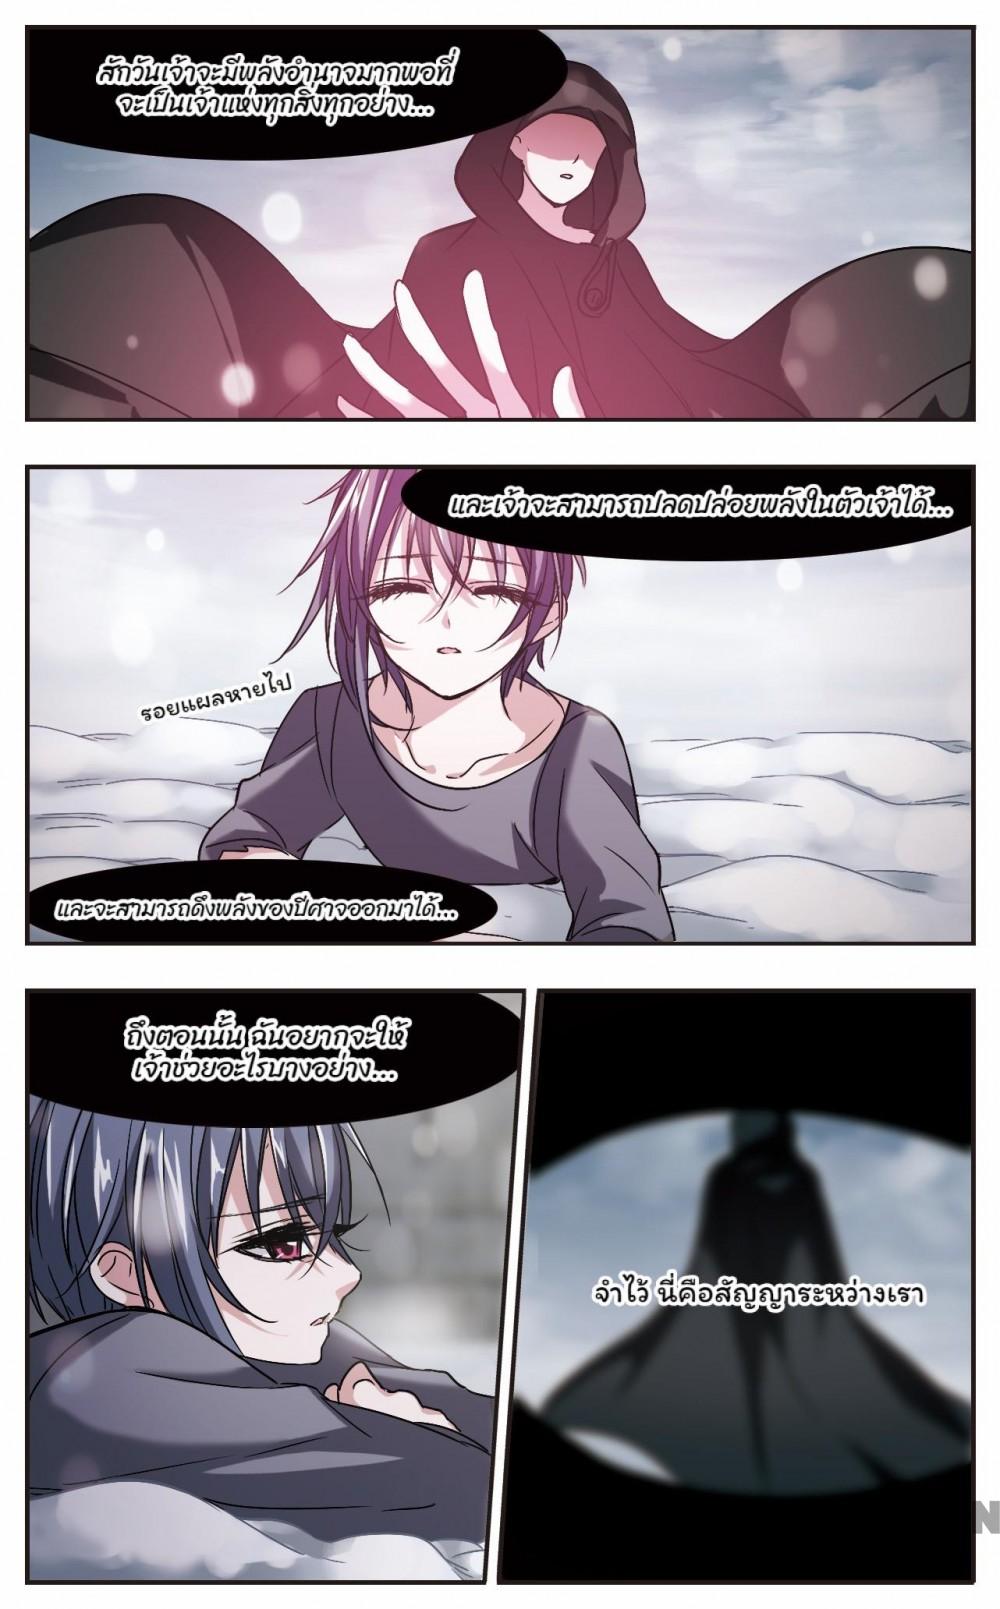 สักวันเจ้าจะมีพลังอำนาจมากพอที่
จะเป็นเจ้าแห่งทุกสิ่งทุกอย่าง...
และเจ้าจะสามารถปลดปล่อยพลังในตัวเจ้าได้...
รอยแผลหายไป
และจะสามารถดึงพลังของปีศาจออกมาได้...
ถึงตอนนั้น ฉันอยากจะให้
เจ้าช่วยอะไรบางอย่าง...
จำไว้ นี่คือสัญญาระหว่างเรา
N